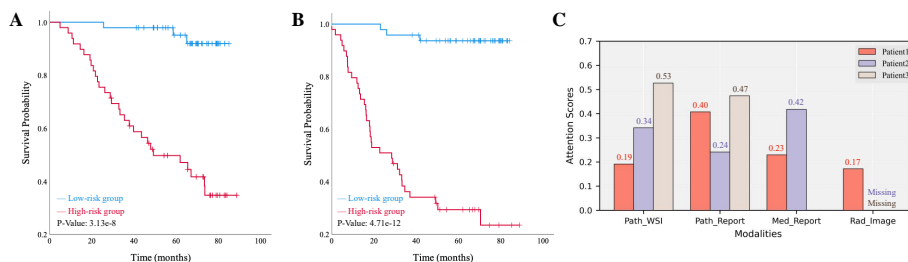 A
Survival Probability
1.0
0.8
0.6
0.4
0.2
Low-risk group
High-risk group
P-Value: 3.13e-8
0
20
40
60
80
100
Time (months)
B
Survival Probability
1.0
0.8
0.6
0.4
0.2
Low-risk group
High-risk group
P-Value: 4.71e-12
0
20
40
60
80
100
Time (months)
C
Attention Scores
0.7
0.6
0.5
0.4
0.3
0.2
0.1
0.0
Patient1
Patient2
Patient3
0.19
0.34
0.53
0.40
0.24
0.47
0.23
0.42
0.17
Missing
Missing
Path_WSI
Path_Report
Med_Report
Rad_Image
Modalities